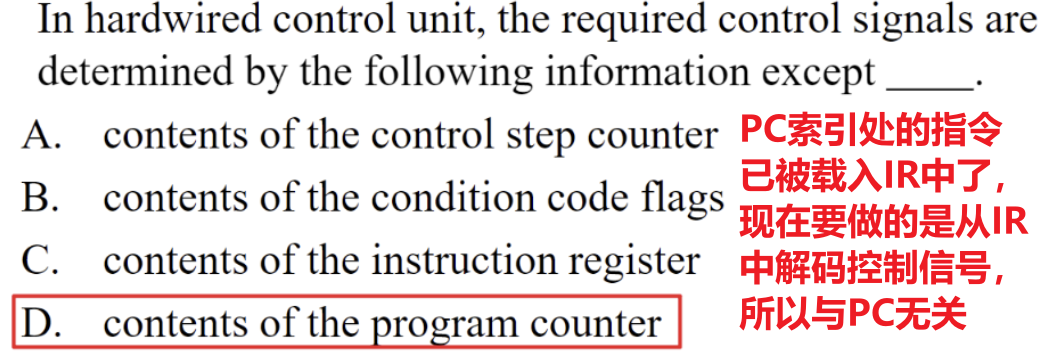 In hardwired control unit, the required control signals are
determined by the following information except _____.
A. contents of the control step counter
B. contents of the condition code flags
C. contents of the instruction register
D. contents of the program counter
PC索引处的指令
已被载入IR中了,
现在要做的是从IR
中解码控制信号,
所以与PC无关